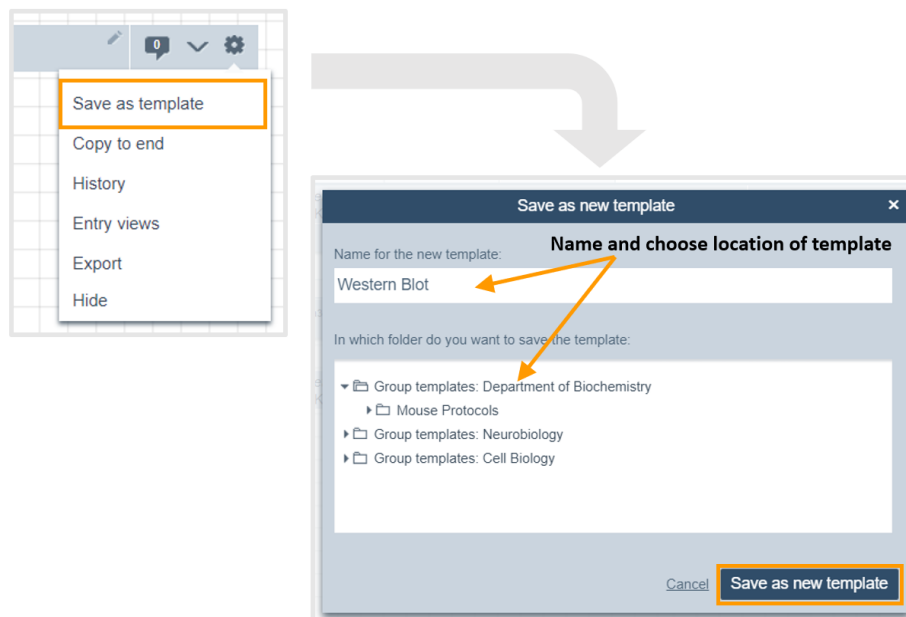 0
Save as template
Copy to end
History
Entry views
Export
Hide
Save as new template
Name and choose location of template
Name for the new template:
Western Blot
In which folder do you want to save the template:
Group templates: Department of Biochemistry
Mouse Protocols
Group templates: Neurobiology
Group templates: Cell Biology
Cancel
Save as new template